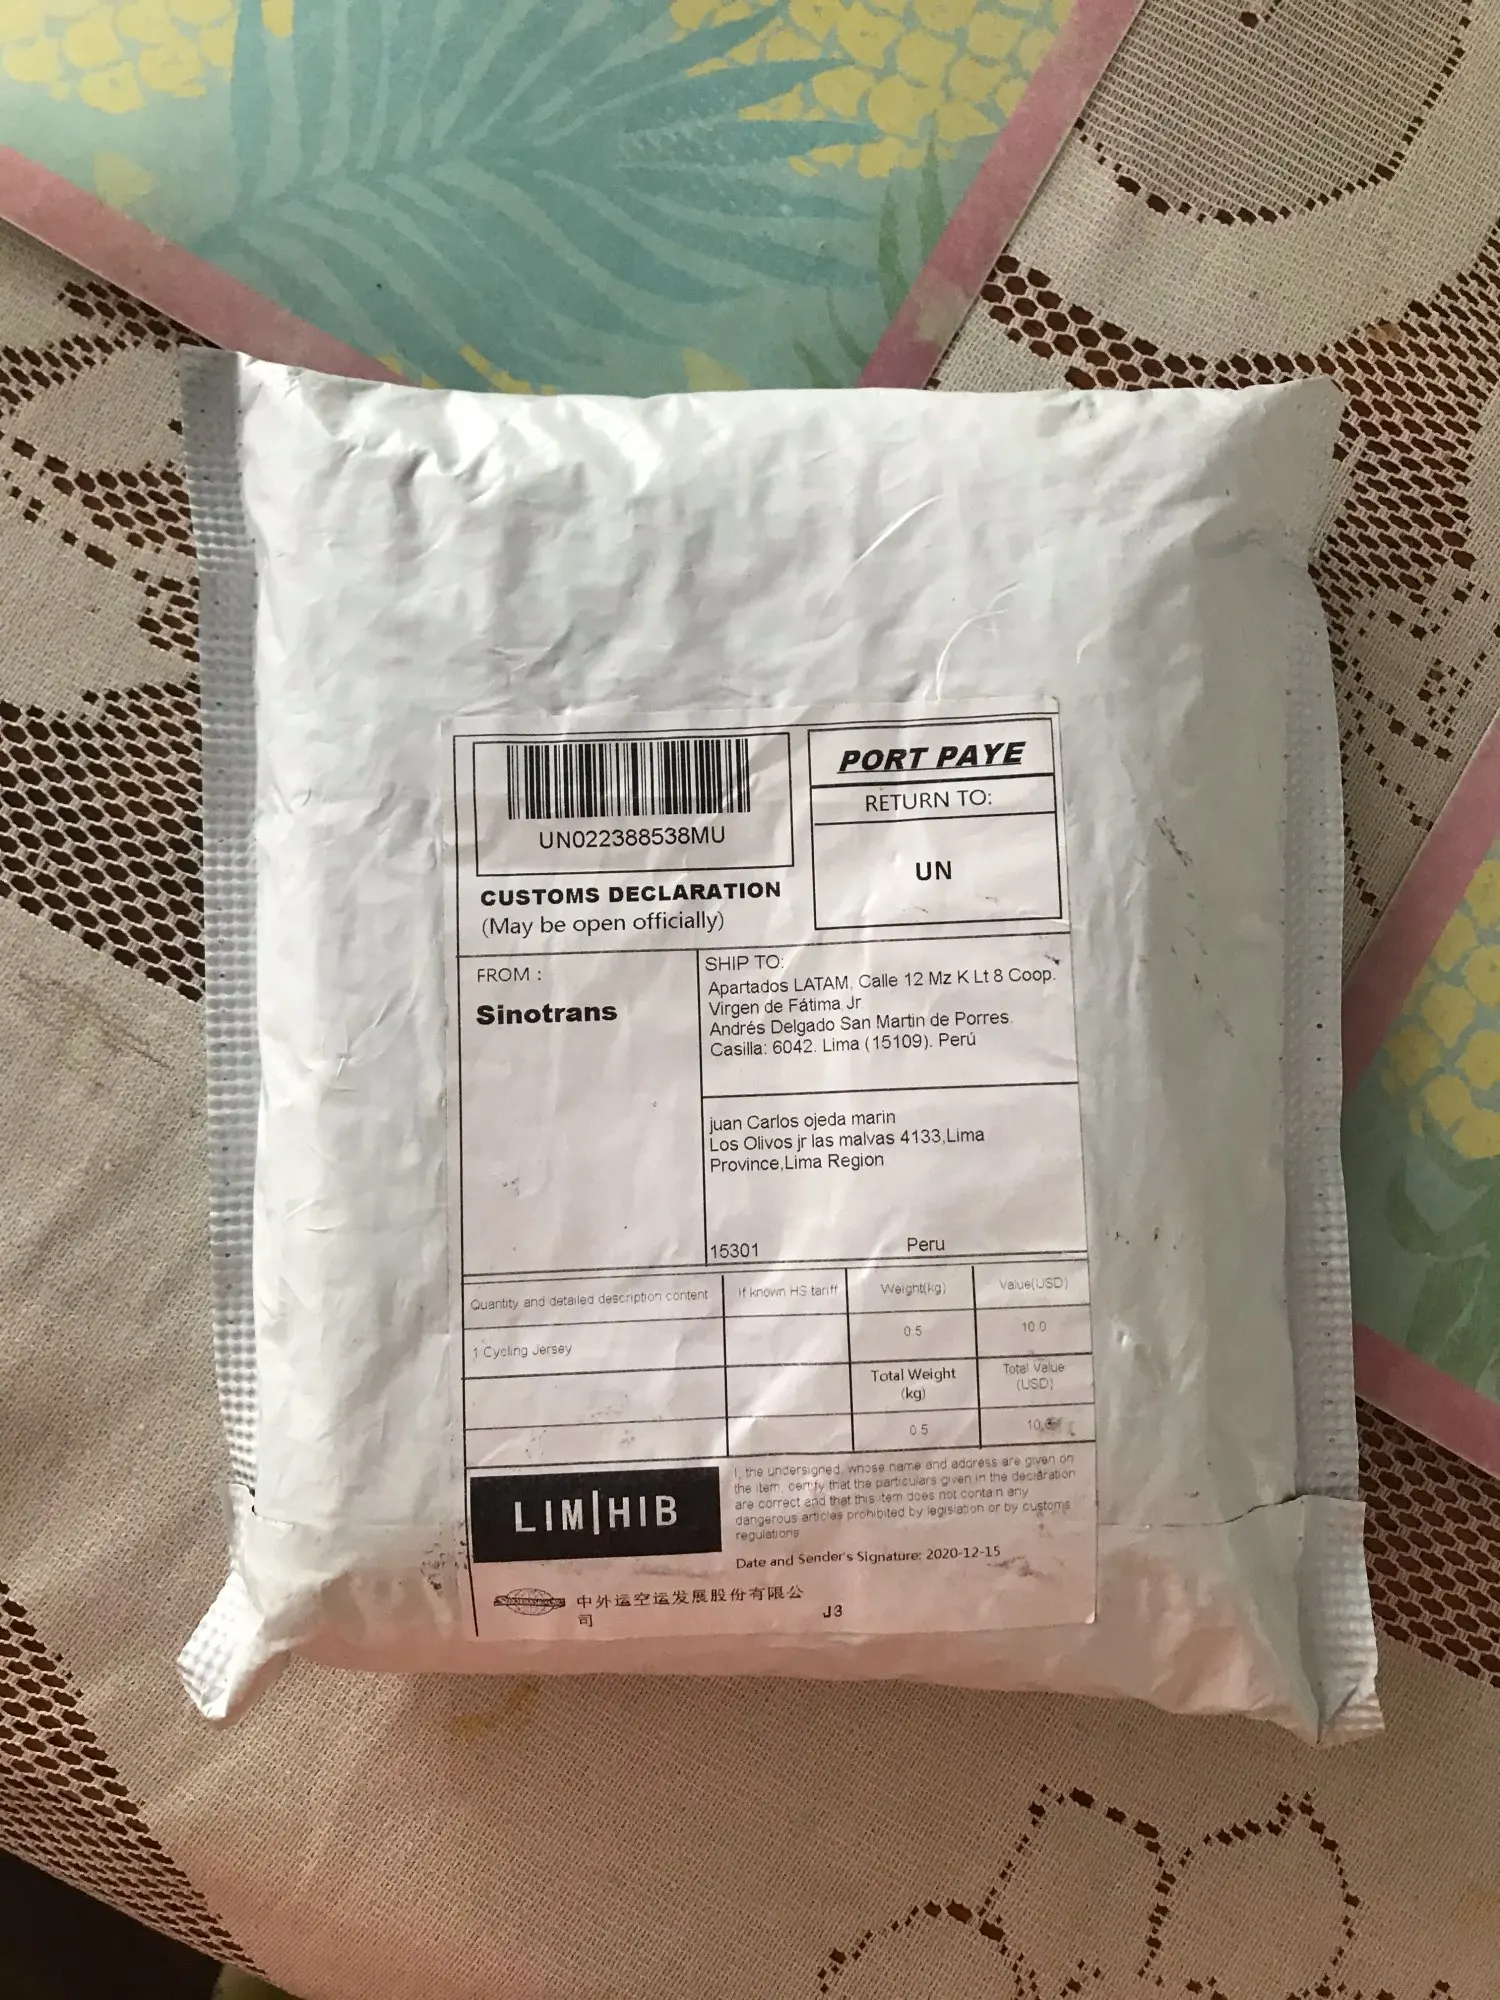 UN022388538MU
PORT PAYE
RETURN TO:
UN
CUSTOMS DECLARATION
(May be open officially)
FROM :
Sinotrans
SHIP TO:
Apartados LATAM, Calle 12 Mz K Lt 8 Coop.
Virgen de Fátima, Jr
Andrés Delgado San Martin de Porres.
Casilla: 6042. Lima (15109). Perú
juan Carlos ojeda marin
Los Olivos jr las malvas 4133,Lima
Province,Lima Region
15301 Peru
Quantity and detailed description content If known HS tariff Weight(kg) Value(USD)
1 Cycling Jersey 0.5 10.0
Total Weight
(kg)
Total Value
(USD)
0.5 10.0
LIM|HIB
I, the undersigned, whose name and address are given on
the item, certify that the particulars given in the declaration
are correct and that this item does not contain any
dangerous articles prohibited by legislation or by customs
regulations
Date and Sender's Signature: 2020-12-15
中外运空运发展股份有限公
司
J3